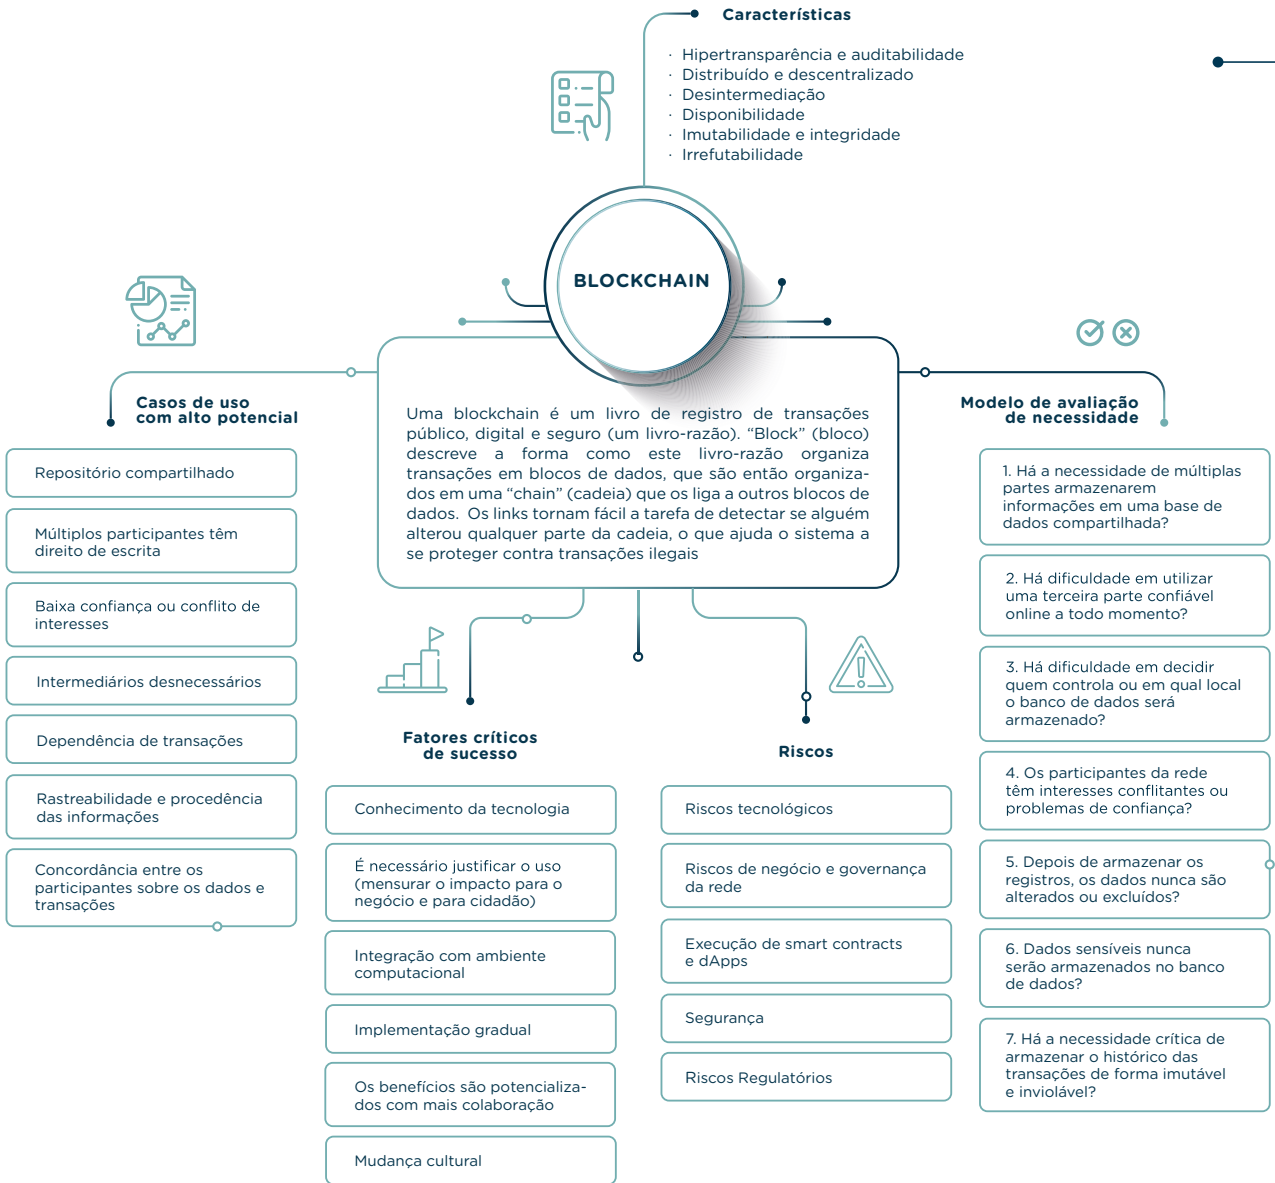 Características
· Hipertransparência e auditabilidade
· Distribuído e descentralizado
· Desintermediação
· Disponibilidade
· Imutabilidade e integridade
· Irrefutabilidade
BLOCKCHAIN
Uma blockchain é um livro de registro de transações
público, digital e seguro (um livro-razão). “Block” (bloco)
descreve a forma como este livro-razão organiza
transações em blocos de dados, que são então organiza-
dos em uma “chain” (cadeia) que os liga a outros blocos de
dados. Os links tornam fácil a tarefa de detectar se alguém
alterou qualquer parte da cadeia, o que ajuda o sistema a
se proteger contra transações ilegais
Casos de uso
com alto potencial
Repositório compartilhado
Múltiplos participantes têm
direito de escrita
Baixa confiança ou conflito de
interesses
Intermediários desnecessários
Dependência de transações
Rastreabilidade e procedência
das informações
Concordância entre os
participantes sobre os dados e
transações
Fatores críticos
de sucesso
Conhecimento da tecnologia
É necessário justificar o uso
(mensurar o impacto para o
negócio e para cidadão)
Integração com ambiente
computacional
Implementação gradual
Os benefícios são potencializa-
dos com mais colaboração
Mudança cultural
Riscos
Riscos tecnológicos
Riscos de negócio e governança
da rede
Execução de smart contracts
e dApps
Segurança
Riscos Regulatórios
Modelo de avaliação
de necessidade
1. Há a necessidade de múltiplas
partes armazenarem
informações em uma base de
dados compartilhada?
2. Há dificuldade em utilizar
uma terceira parte confiável
online a todo momento?
3. Há dificuldade em decidir
quem controla ou em qual local
o banco de dados será
armazenado?
4. Os participantes da rede
têm interesses conflitantes ou
problemas de confiança?
5. Depois de armazenar os
registros, os dados nunca são
alterados ou excluídos?
6. Dados sensíveis nunca
serão armazenados no banco
de dados?
7. Há a necessidade crítica de
armazenar o histórico das
transações de forma imutável
e inviolável?